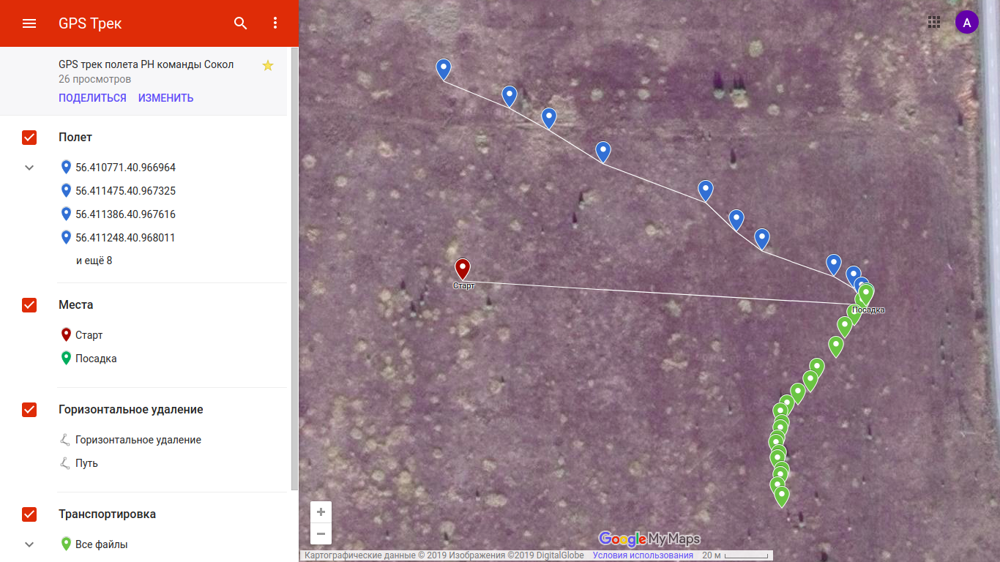 GPS Трек
A
GPS трек полета РН команды Сокол
26 просмотров
ПОДЕЛИТЬСЯ ИЗМЕНИТЬ
Полет
56.410771.40.966964
56.411475.40.967325
56.411386.40.967616
56.411248.40.968011
и ещё 8
Места
Старт
Посадка
Горизонтальное удаление
Горизонтальное удаление
Путь
Транспортировка
Все файлы
Старт
Посадка
Google My Maps
Картографические данные © 2019 Изображения ©2019 DigitalGlobe Условия использования 20 м